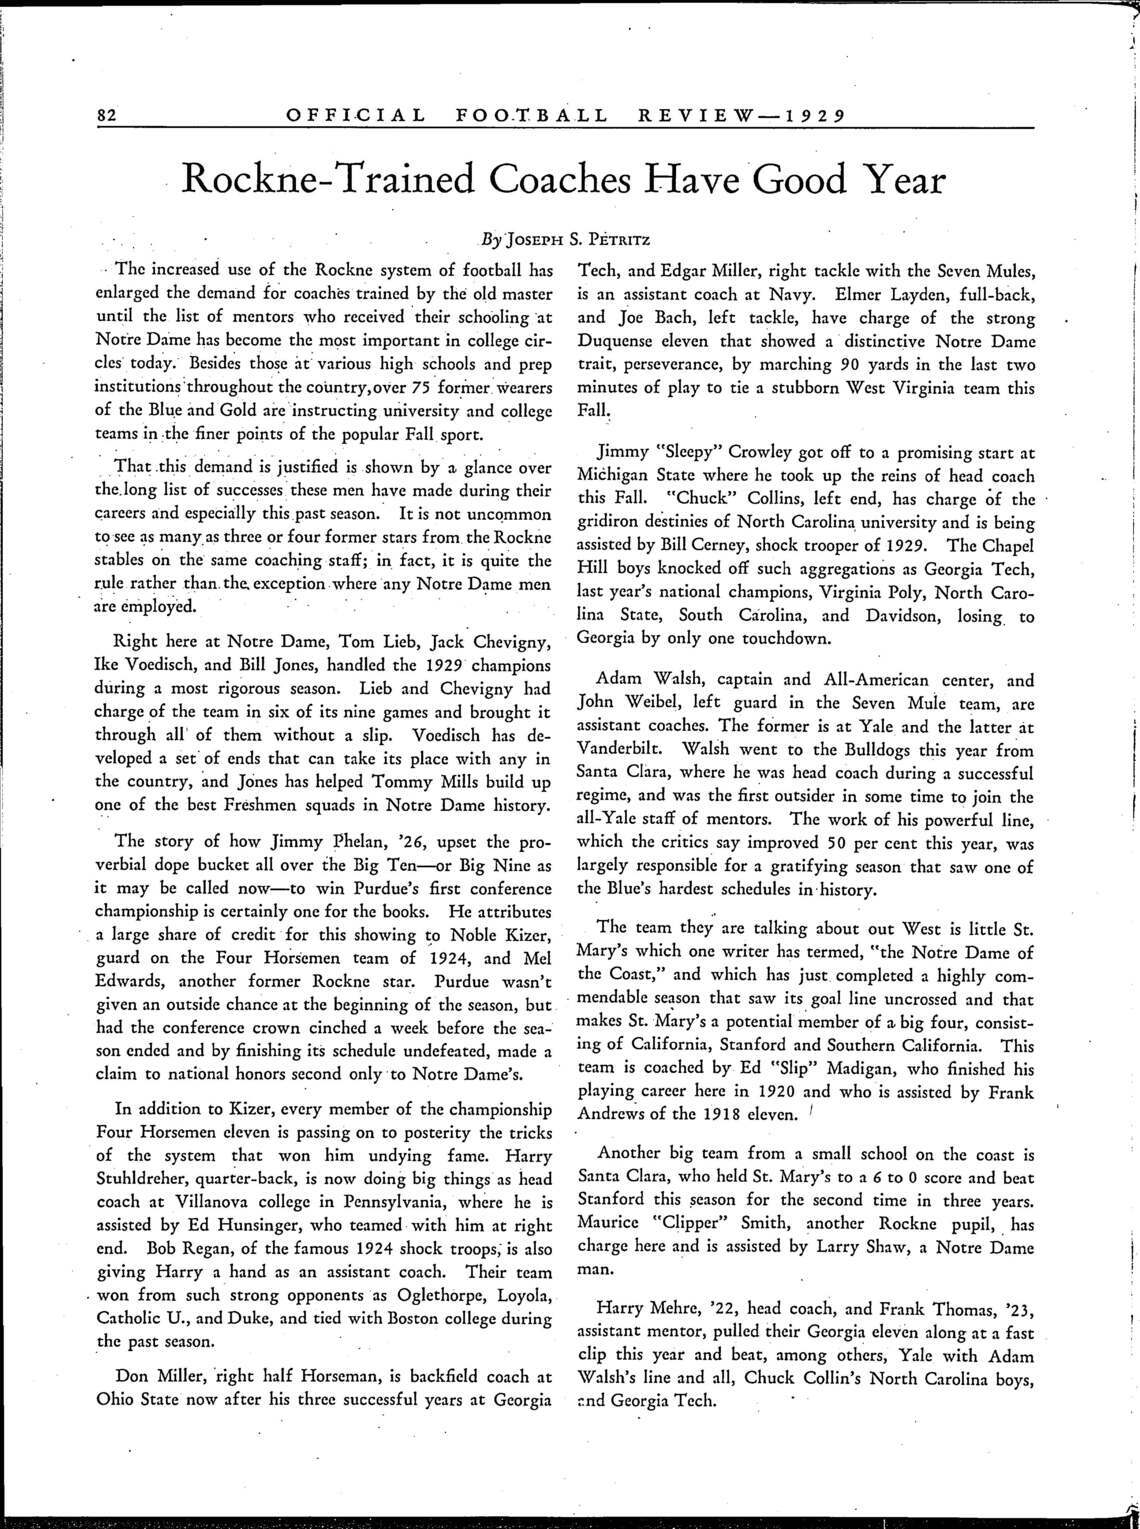 82
OFFICIAL FOOTBALL REVIEW—1929
Rockne-Trained Coaches Have Good Year
By JOSEPH S. PETRITZ
The increased use of the Rockne system of football has
enlarged the demand for coaches trained by the old master
until the list of mentors who received their schooling at
Notre Dame has become the most important in college cir-
cles today. Besides those at various high schools and prep
institutions throughout the country, over 75 former wearers
of the Blue and Gold are instructing university and college
teams in the finer points of the popular Fall sport.
That this demand is justified is shown by a glance over
the long list of successes these men have made during their
careers and especially this past season. It is not uncommon
to see as many as three or four former stars from the Rockne
stables on the same coaching staff; in fact, it is quite the
rule rather than the exception where any Notre Dame men
are employed.
Right here at Notre Dame, Tom Lieb, Jack Chevigny,
Ike Voedisch, and Bill Jones, handled the 1929 champions
during a most rigorous season. Lieb and Chevigny had
charge of the team in six of its nine games and brought it
through all of them without a slip. Voedisch has de-
veloped a set of ends that can take its place with any in
the country, and Jones has helped Tommy Mills build up
one of the best Freshmen squads in Notre Dame history.
The story of how Jimmy Phelan, '26, upset the pro-
verbial dope bucket all over the Big Ten—or Big Nine as
it may be called now—to win Purdue's first conference
championship is certainly one for the books. He attributes
a large share of credit for this showing to Noble Kizer,
guard on the Four Horsemen team of 1924, and Mel
Edwards, another former Rockne star. Purdue wasn't
given an outside chance at the beginning of the season, but
had the conference crown cinched a week before the sea-
son ended and by finishing its schedule undefeated, made a
claim to national honors second only to Notre Dame's.
In addition to Kizer, every member of the championship
Four Horsemen eleven is passing on to posterity the tricks
of the system that won him undying fame. Harry
Stuhldreher, quarter-back, is now doing big things as head
coach at Villanova college in Pennsylvania, where he is
assisted by Ed Hunsinger, who teamed with him at right
end. Bob Regan, of the famous 1924 shock troops, is also
giving Harry a hand as an assistant coach. Their team
won from such strong opponents as Oglethorpe, Loyola,
Catholic U., and Duke, and tied with Boston college during
the past season.
Don Miller, right half Horseman, is backfield coach at
Ohio State now after his three successful years at Georgia
Tech, and Edgar Miller, right tackle with the Seven Mules,
is an assistant coach at Navy. Elmer Layden, full-back,
and Joe Bach, left tackle, have charge of the strong
Duquense eleven that showed a distinctive Notre Dame
trait, perseverance, by marching 90 yards in the last two
minutes of play to tie a stubborn West Virginia team this
Fall.
Jimmy "Sleepy" Crowley got off to a promising start at
Michigan State where he took up the reins of head coach
this Fall. "Chuck" Collins, left end, has charge of the
gridiron destinies of North Carolina university and is being
assisted by Bill Cerney, shock trooper of 1929. The Chapel
Hill boys knocked off such aggregations as Georgia Tech,
last year's national champions, Virginia Poly, North Caro-
lina State, South Carolina, and Davidson, losing to
Georgia by only one touchdown.
Adam Walsh, captain and All-American center, and
John Weibel, left guard in the Seven Mule team, are
assistant coaches. The former is at Yale and the latter at
Vanderbilt. Walsh went to the Bulldogs this year from
Santa Clara, where he was head coach during a successful
regime, and was the first outsider in some time to join the
all-Yale staff of mentors. The work of his powerful line,
which the critics say improved 50 per cent this year, was
largely responsible for a gratifying season that saw one of
the Blue's hardest schedules in history.
The team they are talking about out West is little St.
Mary's which one writer has termed, "the Notre Dame of
the Coast," and which has just completed a highly com-
mendable season that saw its goal line uncrossed and that
makes St. Mary's a potential member of a big four, consist-
ing of California, Stanford and Southern California. This
team is coached by Ed "Slip" Madigan, who finished his
playing career here in 1920 and who is assisted by Frank
Andrews of the 1918 eleven.
Another big team from a small school on the coast is
Santa Clara, who held St. Mary's to a 6 to 0 score and beat
Stanford this season for the second time in three years.
Maurice "Clipper" Smith, another Rockne pupil, has
charge here and is assisted by Larry Shaw, a Notre Dame
man.
Harry Mehre, '22, head coach, and Frank Thomas, '23,
assistant mentor, pulled their Georgia eleven along at a fast
clip this year and beat, among others, Yale with Adam
Walsh's line and all, Chuck Collin's North Carolina boys,
and Georgia Tech.